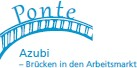 Ponte
Azubi
– Brücken in den Arbeitsmarkt